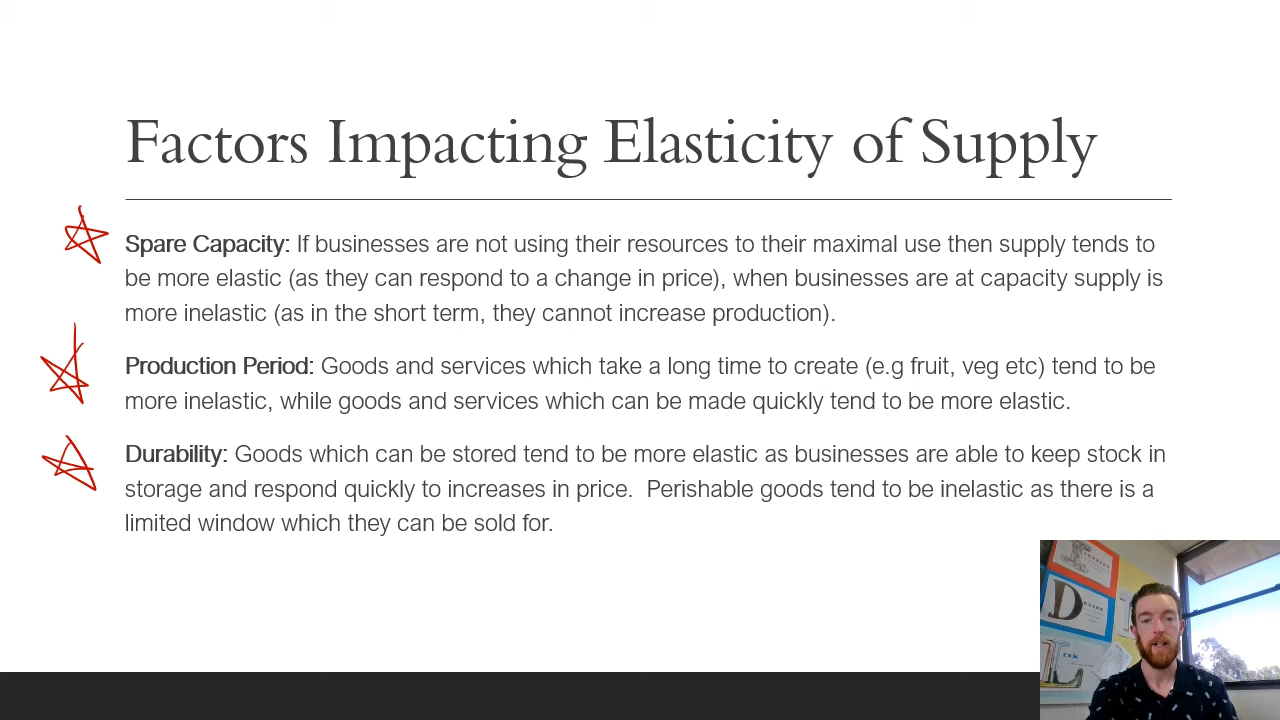 Factors Impacting Elasticity of Supply
Spare Capacity: If businesses are not using their resources to their maximal use then supply tends to
be more elastic (as they can respond to a change in price), when businesses are at capacity supply is
more inelastic (as in the short term, they cannot increase production).
Production Period: Goods and services which take a long time to create (e.g fruit, veg etc) tend to be
more inelastic, while goods and services which can be made quickly tend to be more elastic.
Durability: Goods which can be stored tend to be more elastic as businesses are able to keep stock in
storage and respond quickly to increases in price.  Perishable goods tend to be inelastic as there is a
limited window which they can be sold for.